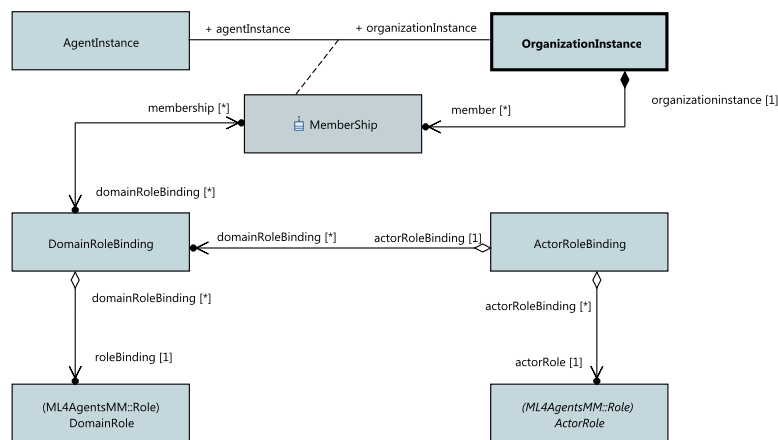 AgentInstance
+ agentInstance
+ organizationInstance
OrganizationInstance
organizationinstance [1]
membership [*]
MemberShip
member [*]
domainRoleBinding [*]
DomainRoleBinding
domainRoleBinding [*]
actorRoleBinding [1]
ActorRoleBinding
domainRoleBinding [*]
actorRoleBinding [*]
roleBinding [1]
actorRole [1]
(ML4AgentsMM::Role)
DomainRole
(ML4AgentsMM::Role)
ActorRole